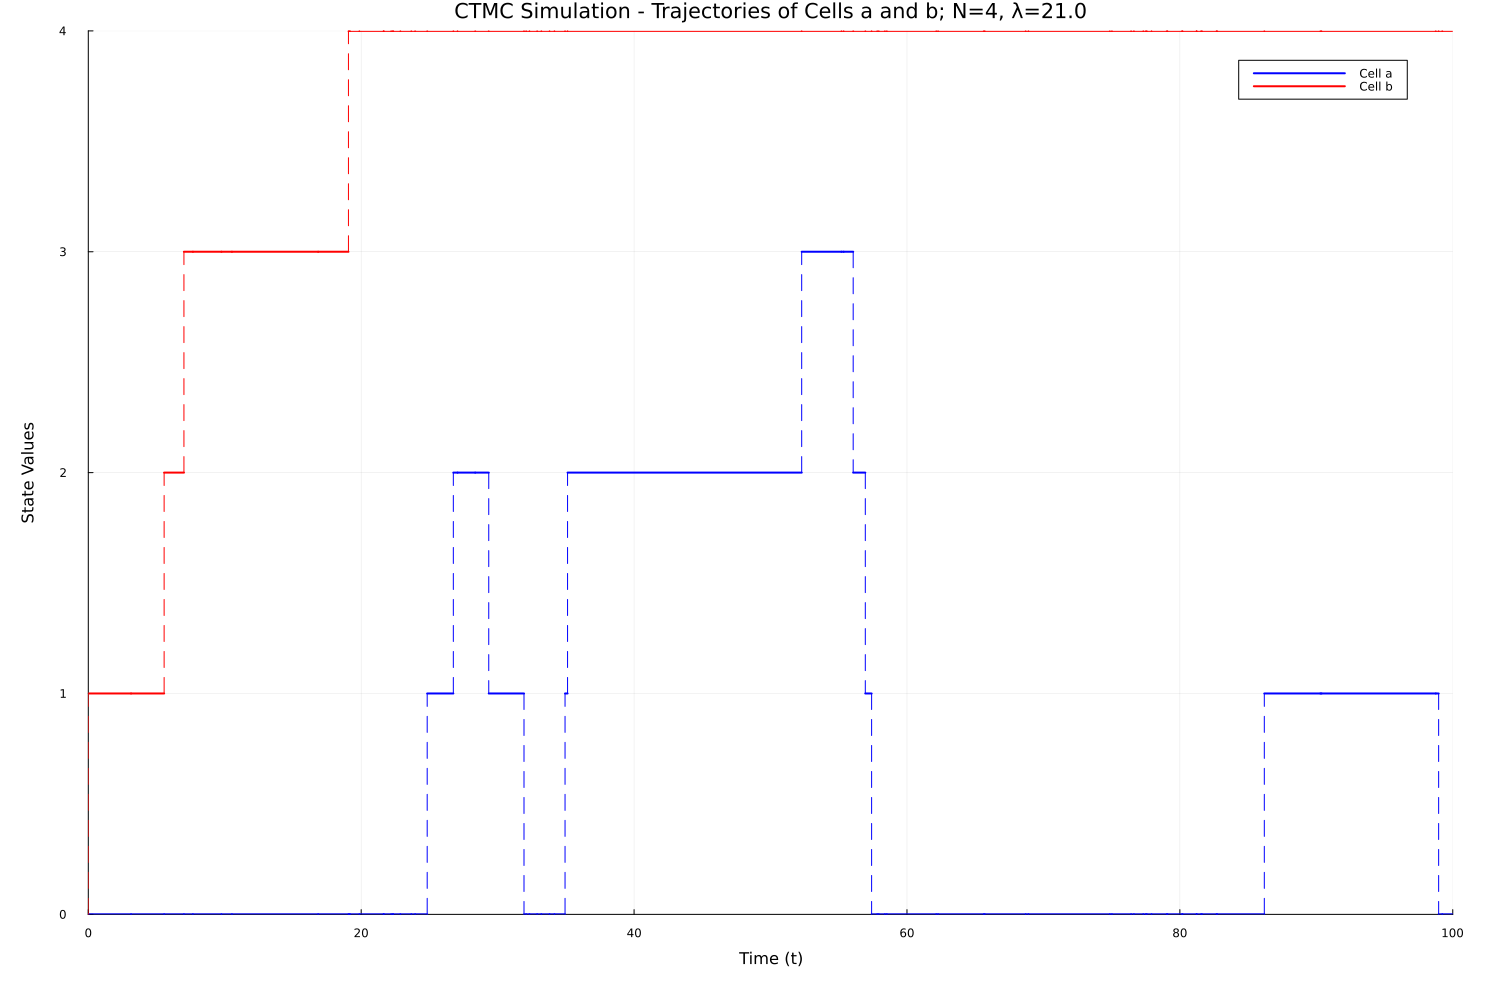 CTMC Simulation - Trajectories of Cells a and b; N=4, λ=21.0
Cell a
Cell b
State Values
4
3
2
1
0
0 20 40 60 80 100
Time (t)